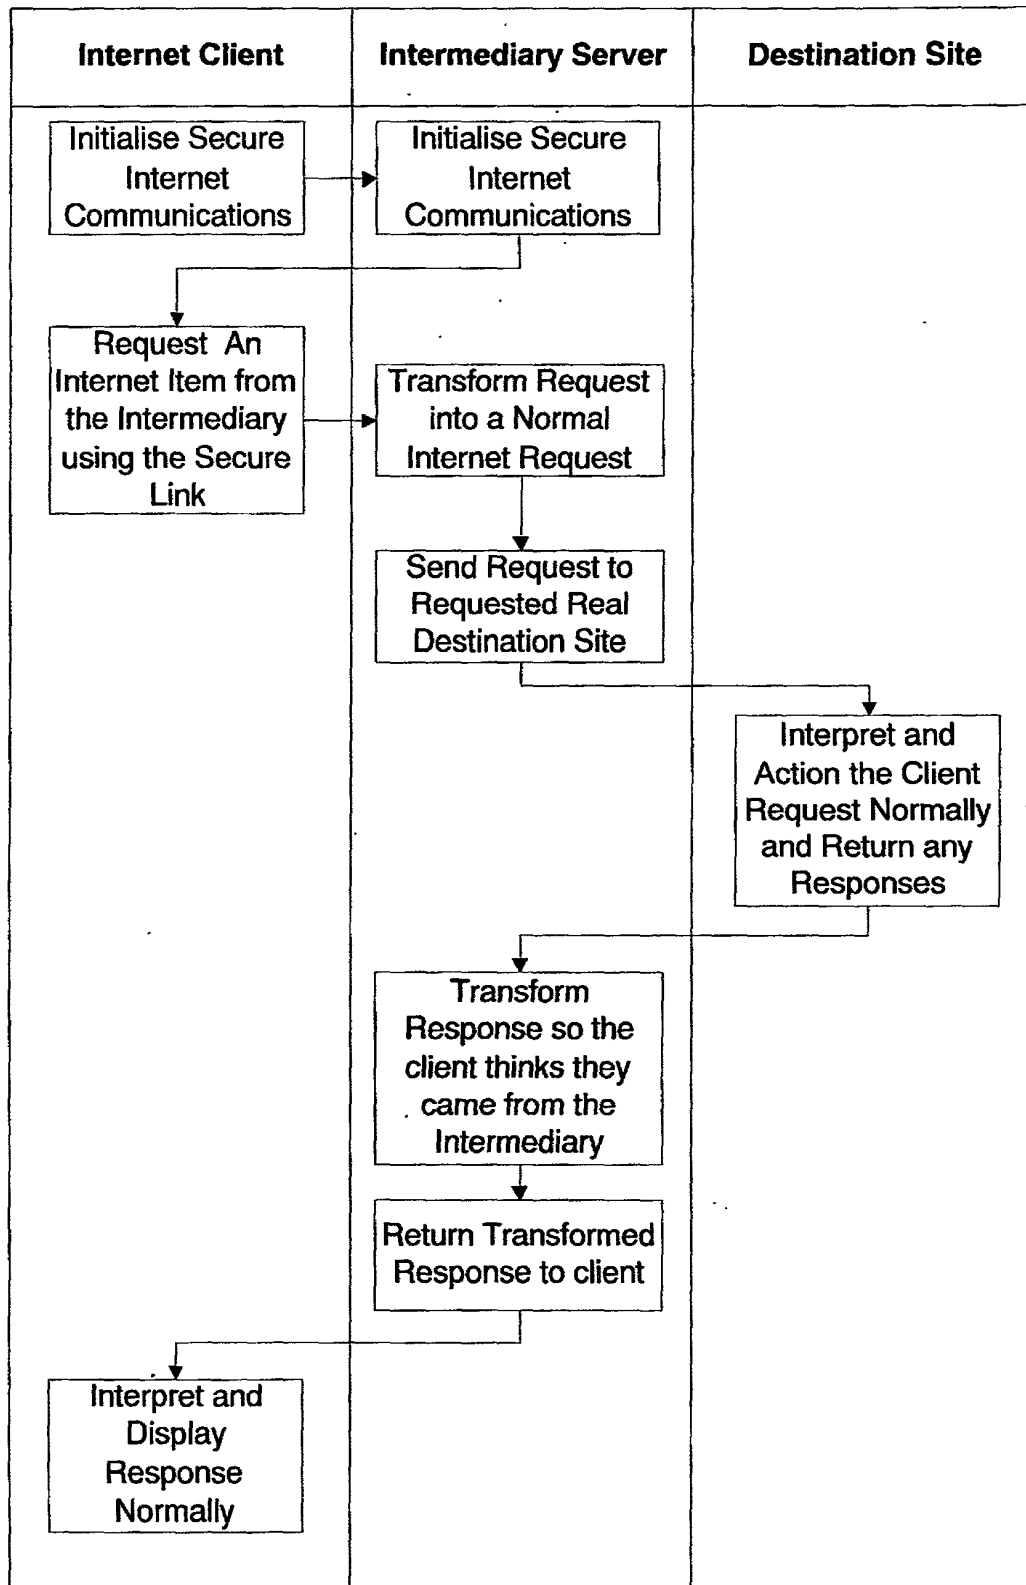 Internet Client
Intermediary Server
Destination Site
Initialise Secure
Internet
Communications
Initialise Secure
Internet
Communications
Request An
Internet Item from
the Intermediary
using the Secure
Link
Transform Request
into a Normal
Internet Request
Send Request to
Requested Real
Destination Site
Interpret and
Action the Client
Request Normally
and Return any
Responses
Transform
Response so the
client thinks they
came from the
Intermediary
Return Transformed
Response to client
Interpret and
Display
Response
Normally